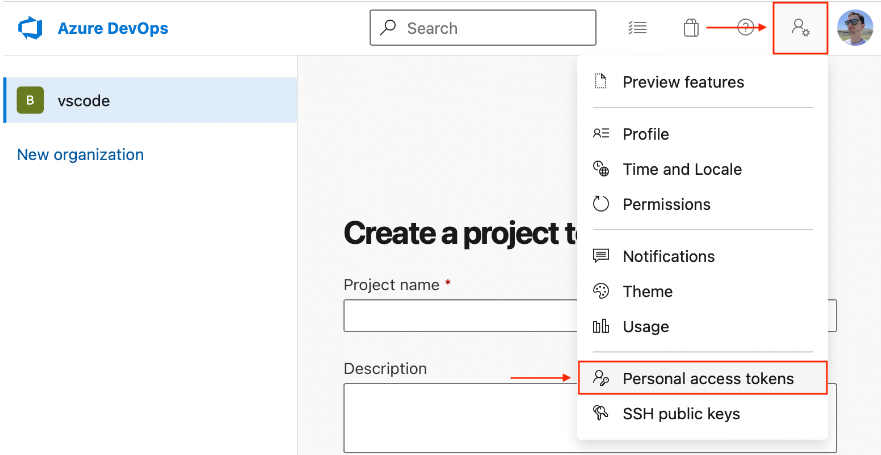 Azure DevOps
Search
B
vscode
New organization
Preview features
Profile
Time and Locale
Permissions
Notifications
Theme
Usage
Personal access tokens
SSH public keys
Create a project t
Project name *
Description